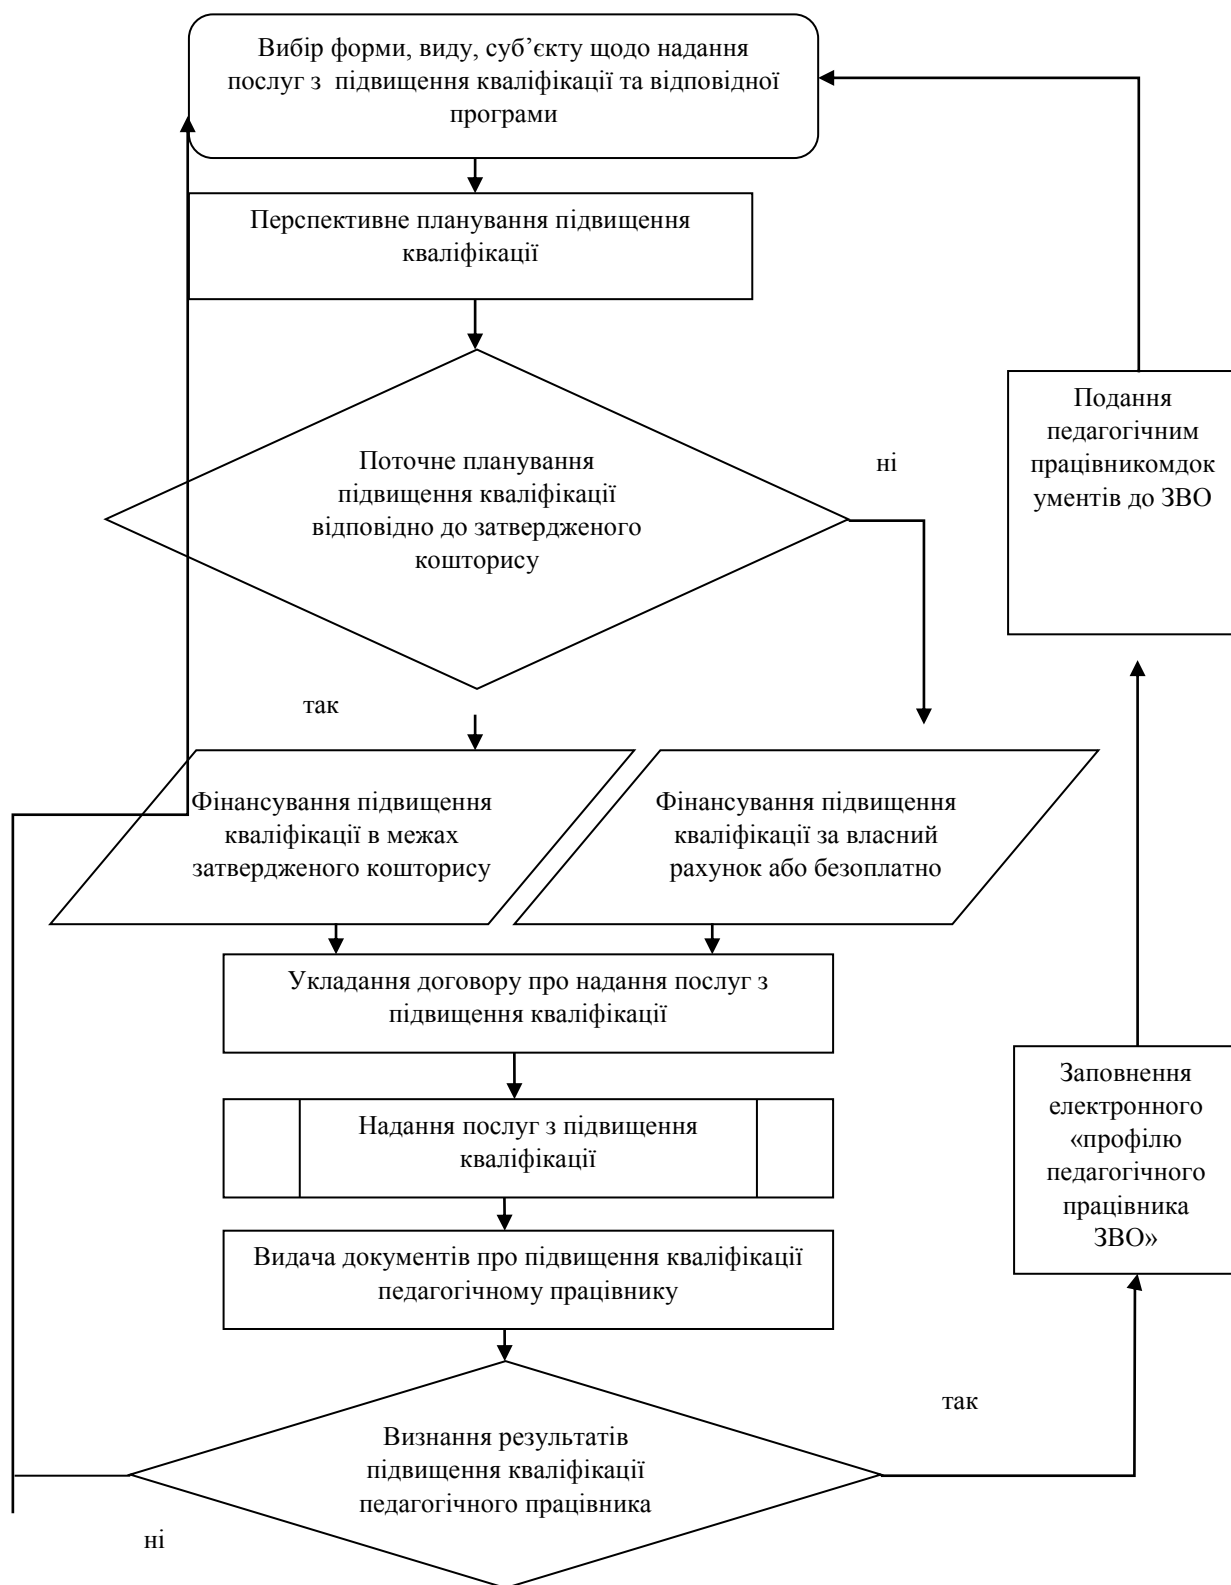 Вибір форми, виду, суб’єкту щодо надання
послуг з підвищення кваліфікації та відповідної
програми
Перспективне планування підвищення
кваліфікації
Поточне планування
підвищення кваліфікації
відповідно до затвердженого
кошторису
ні
Подання
педагогічним
працівникомдок
ументів до ЗВО
так
Фінансування підвищення
кваліфікації в межах
затвердженого кошторису
Фінансування підвищення
кваліфікації за власний
рахунок або безоплатно
Укладання договору про надання послуг з
підвищення кваліфікації
Надання послуг з підвищення
кваліфікації
Заповнення
електронного
«профілю
педагогічного
працівника
ЗВО»
Видача документів про підвищення кваліфікації
педагогічному працівнику
так
Визнання результатів
підвищення кваліфікації
педагогічного працівника
ні